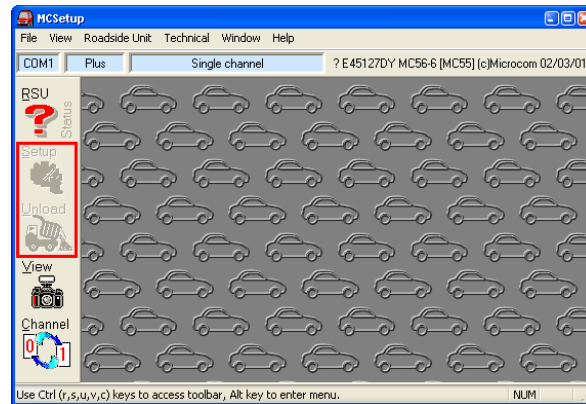 MCSetup
File View Roadside Unit Technical Window Help
COM1 Plus Single channel ? E45127DY MC56-6 [MC55] (c)Microcom 02/03/01
RSU
Status
Setup
Unload
View
Channel
0 1
Use Ctrl (r,s,u,v,c) keys to access toolbar, Alt key to enter menu. NUM